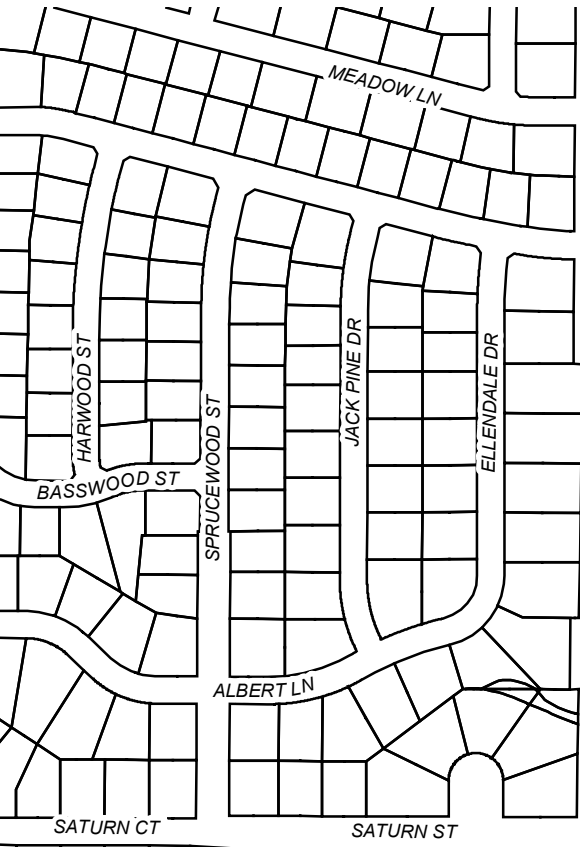 MEADOW LN
HARWOOD ST
JACK PINE DR
ELLENDALE DR
SPRUCEWOOD ST
BASSWOOD ST
ALBERT LN
SATURN CT
SATURN ST